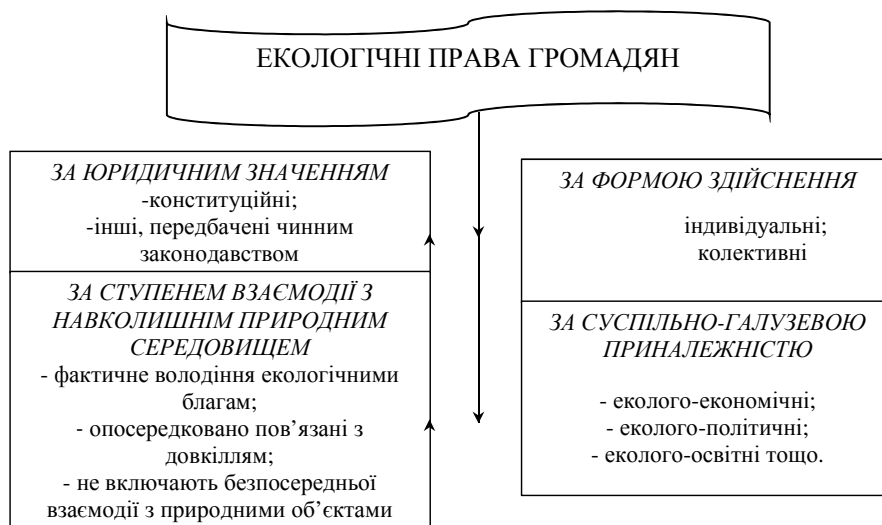 ЕКОЛОГІЧНІ ПРАВА ГРОМАДЯН
ЗА ЮРИДИЧНИМ ЗНАЧЕННЯМ
-конституційні;
-інші, передбачені чинним
законодавством
ЗА СТУПЕНЕМ ВЗАЄМОДІЇ З
НАВКОЛИШНІМ ПРИРОДНИМ
СЕРЕДОВИЩЕМ
- фактичне володіння екологічними
благам;
- опосередковано пов’язані з
довкіллям;
- не включають безпосередньої
взаємодії з природними об’єктами
ЗА ФОРМОЮ ЗДІЙСНЕННЯ
індивідуальні;
колективні
ЗА СУСПІЛЬНО-ГАЛУЗЕВОЮ
ПРИНАЛЕЖНІСТЮ
- еколого-економічні;
- еколого-політичні;
- еколого-освітні тощо.